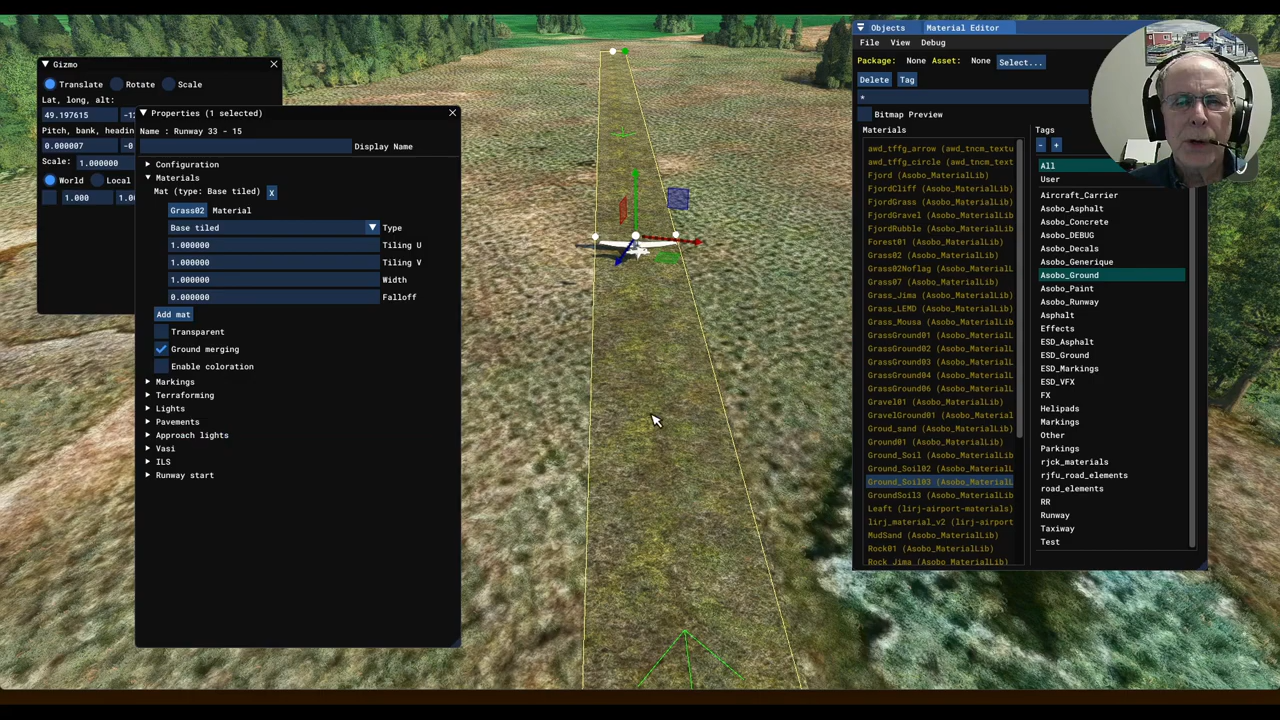 Gizmo
Translate Rotate Scale
Lat, long, alt:
49.197615 -12
Pitch, bank, headin
0.000007 -0
Scale: 1.000000
World Local
1.000 1.00
Properties (1 selected)
Name : Runway 33 - 15
Display Name
Configuration
Materials
Mat (type: Base tiled) X
Grass02 Material
Base tiled Type
1.000000 Tiling U
1.000000 Tiling V
1.000000 Width
0.000000 Falloff
Add mat
Transparent
Ground merging
Enable coloration
Markings
Terraforming
Lights
Pavements
Approach lights
Vasi
ILS
Runway start
Objects Material Editor
File View Debug
Package: None Asset: None Select...
Delete Tag
*
Bitmap Preview
Materials
awd_tffg_arrow (awd_tncm_textu
awd_tffg_circle (awd_tncm_text
Fjord (Asobo_MaterialLib)
FjordCliff (Asobo_MaterialLib)
FjordGrass (Asobo_MaterialLib)
FjordGravel (Asobo_MaterialLib
FjordRubble (Asobo_MaterialLib
Forest01 (Asobo_MaterialLib)
Grass02 (Asobo_MaterialLib)
Grass02Noflag (Asobo_MaterialL
Grass07 (Asobo_MaterialLib)
Grass_Jima (Asobo_MaterialLib)
Grass_LEMD (Asobo_MaterialLib)
Grass_Mousa (Asobo_MaterialLib
GrassGround01 (Asobo_MaterialL
GrassGround02 (Asobo_MaterialL
GrassGround03 (Asobo_MaterialL
GrassGround04 (Asobo_MaterialL
GrassGround06 (Asobo_MaterialL
Gravel01 (Asobo_MaterialLib)
GravelGround01 (Asobo_Material
Groud_sand (Asobo_MaterialLib)
Ground01 (Asobo_MaterialLib)
Ground_Soil (Asobo_MaterialLib
Ground_Soil02 (Asobo_MaterialL
Ground_Soil03 (Asobo_MaterialL
GroundSoil3 (Asobo_MaterialLib
Leaft (lirj-airport-materials)
lirj_material_v2 (lirj-airport
MudSand (Asobo_MaterialLib)
Rock01 (Asobo_MaterialLib)
Rock_Jima (Asobo_MaterialLib)
Tags
- +
All
User
Aircraft_Carrier
Asobo_Asphalt
Asobo_Concrete
Asobo_DEBUG
Asobo_Decals
Asobo_Generique
Asobo_Ground
Asobo_Paint
Asobo_Runway
Asphalt
Effects
ESD_Asphalt
ESD_Ground
ESD_Markings
ESD_VFX
FX
Helipads
Markings
Other
Parkings
rjck_materials
rjfu_road_elements
road_elements
RR
Runway
Taxiway
Test